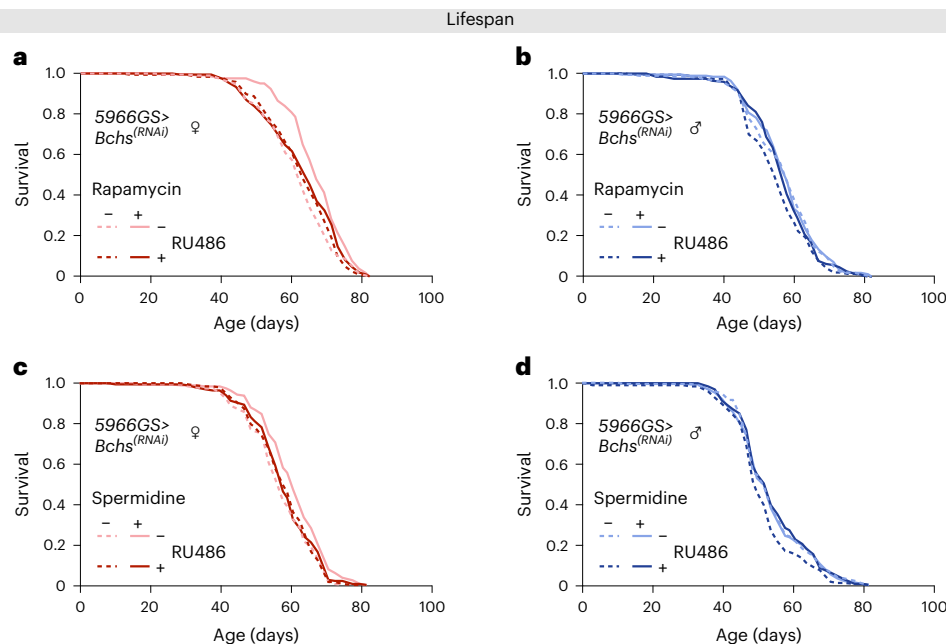 Lifespan
a
1.0
0.8
0.6
0.4
0.2
0
Survival
5966GS>
Bchs(RNAi) ♀
Rapamycin
− +
−
RU486
+
0 20 40 60 80 100
Age (days)
b
1.0
0.8
0.6
0.4
0.2
0
Survival
5966GS>
Bchs(RNAi) ♂
Rapamycin
− +
−
RU486
+
0 20 40 60 80 100
Age (days)
c
1.0
0.8
0.6
0.4
0.2
0
Survival
5966GS>
Bchs(RNAi) ♀
Spermidine
− +
−
RU486
+
0 20 40 60 80 100
Age (days)
d
1.0
0.8
0.6
0.4
0.2
0
Survival
5966GS>
Bchs(RNAi) ♂
Spermidine
− +
−
RU486
+
0 20 40 60 80 100
Age (days)